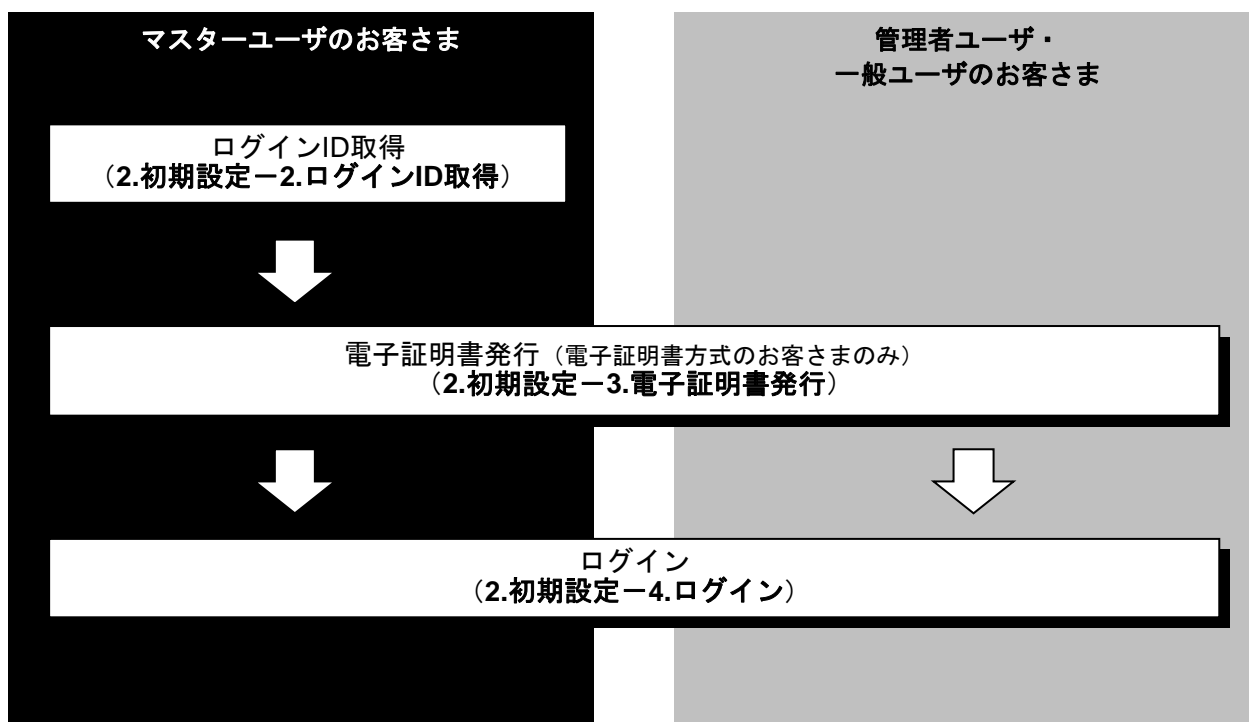 マスターユーザのお客さま
管理者ユーザ・
一般ユーザのお客さま
ログインID取得
（2.初期設定－2.ログインID取得）
電子証明書発行（電子証明書方式のお客さまのみ）
（2.初期設定－3.電子証明書発行）
ログイン
（2.初期設定－4.ログイン）